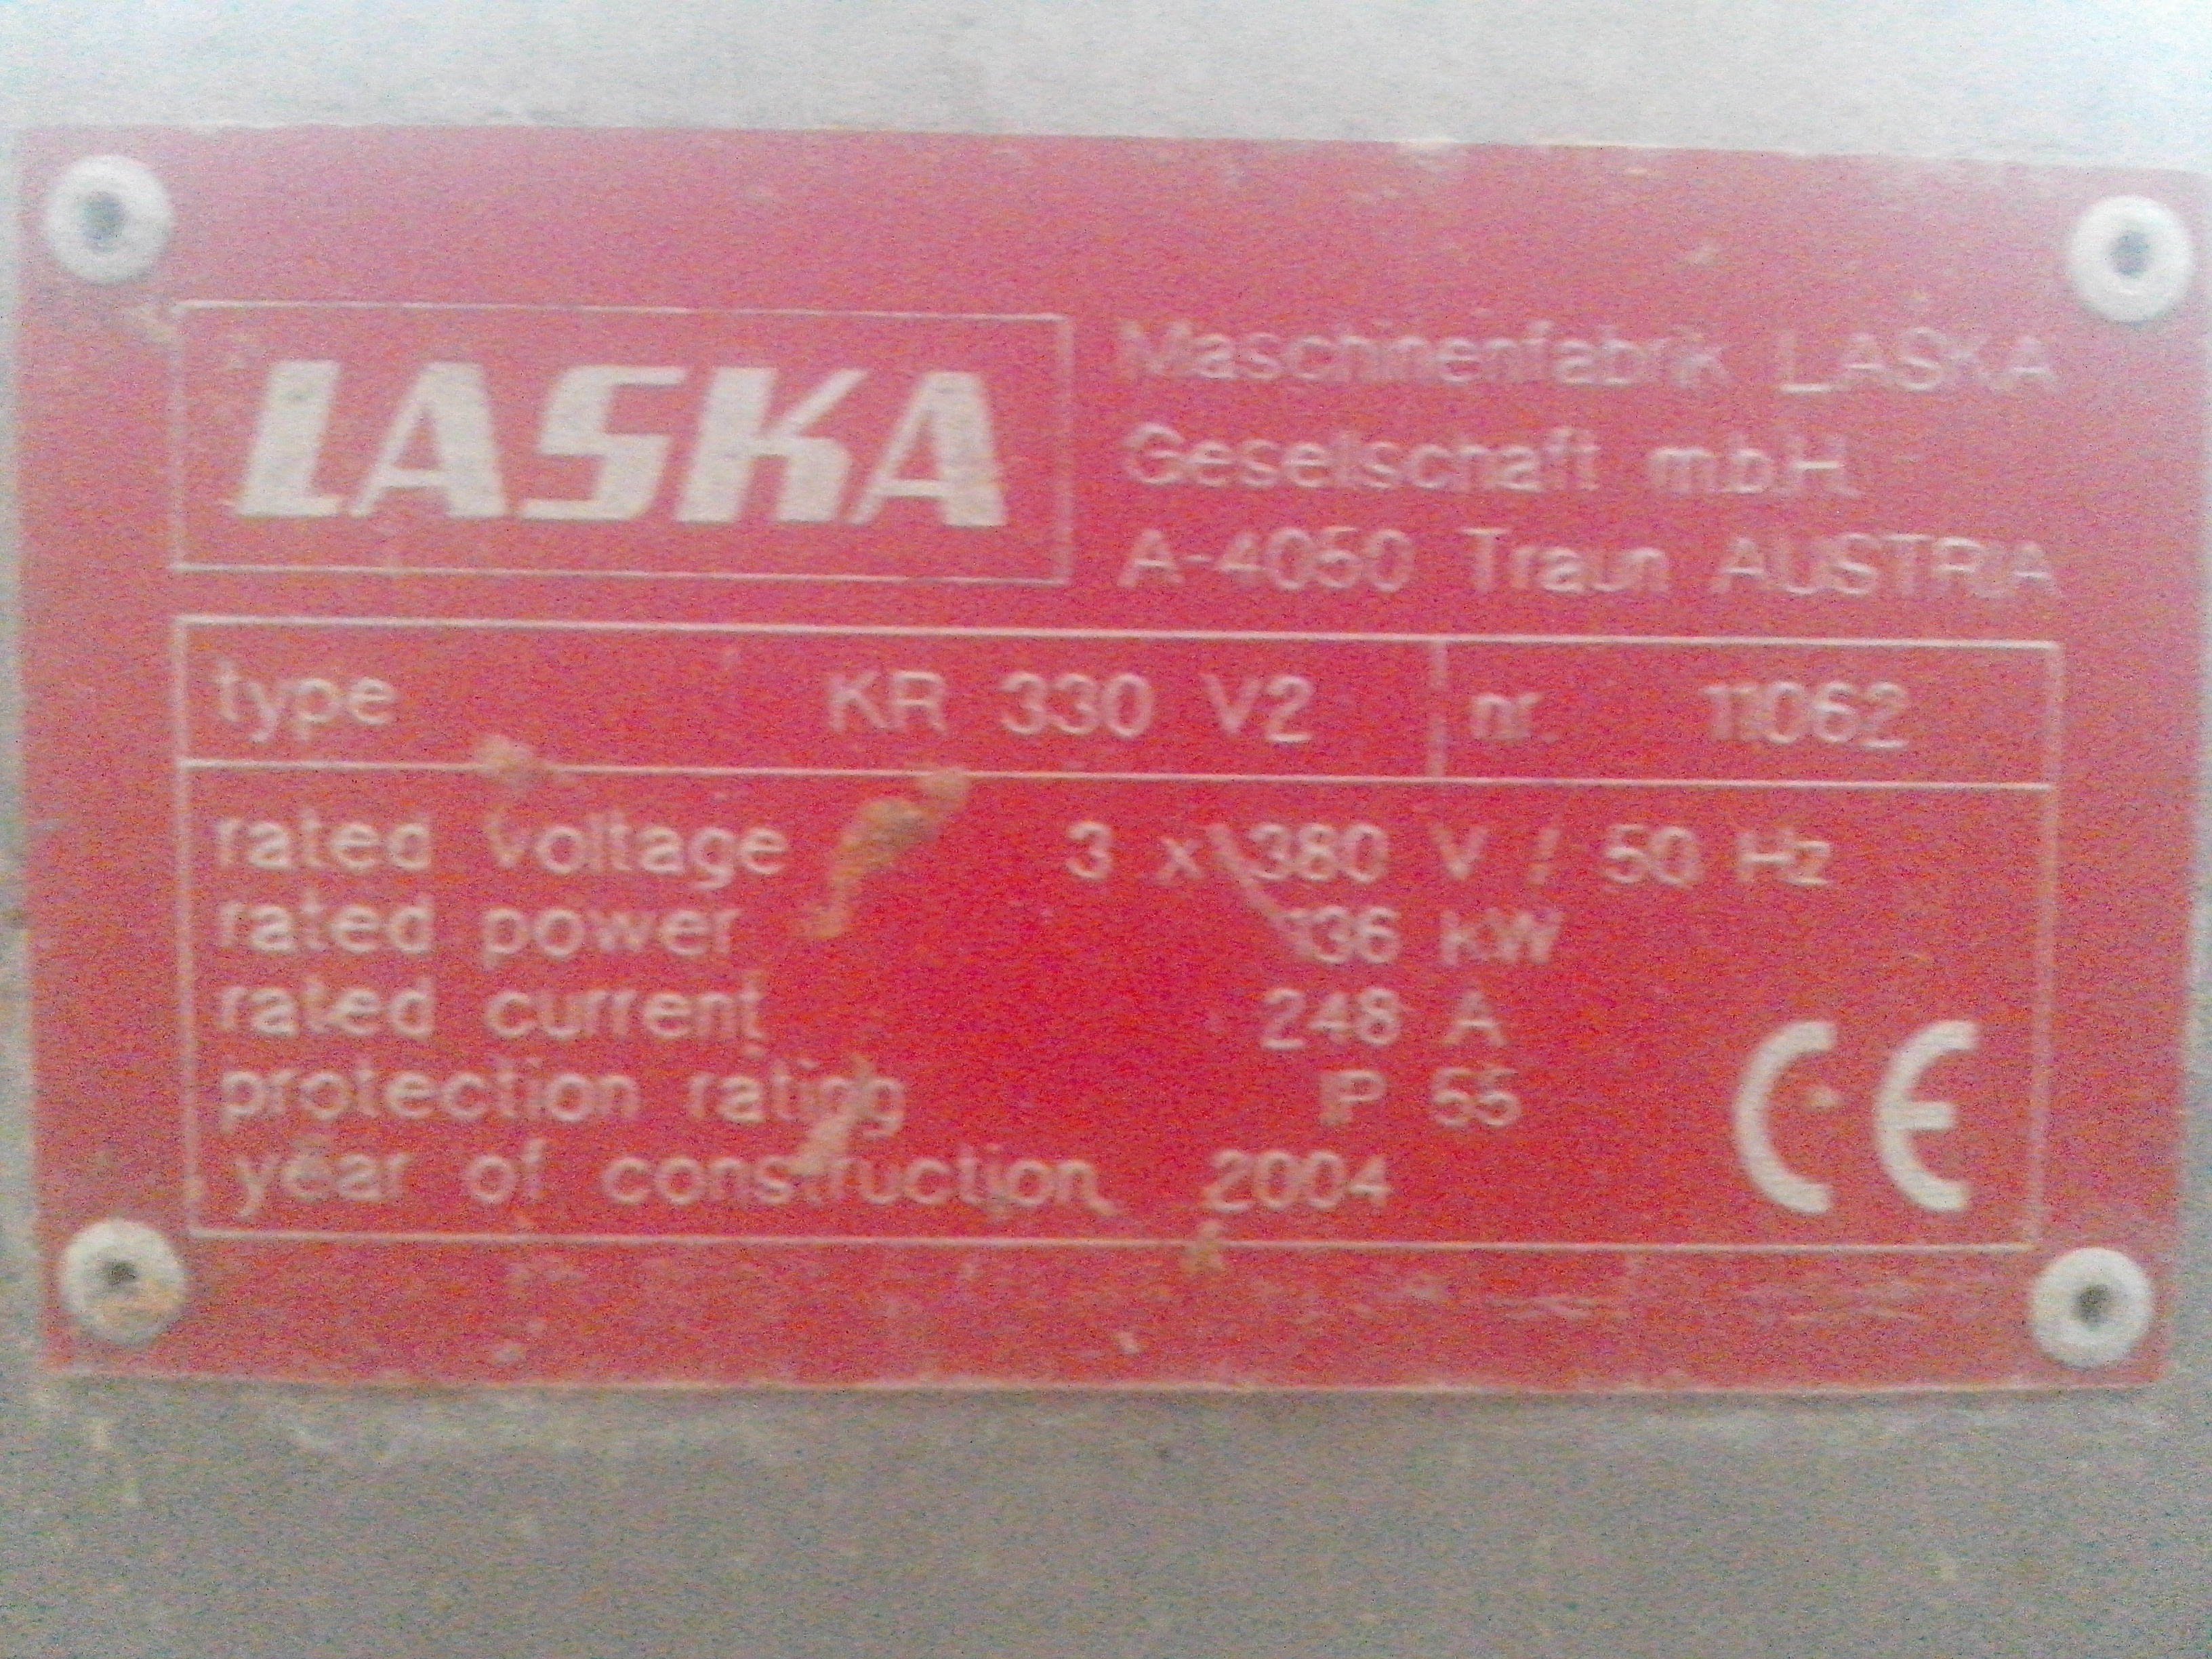 LASKA
Maschinenfabrik LASKA
Gesellschaft m.b.H.
A-4050 Traun AUSTRIA
type KR 330 V2 nr. 11062
rated voltage 3 x 380 V / 50 Hz
rated power 136 kW
rated current 248 A
protection rating IP 55
year of construction 2004
CE